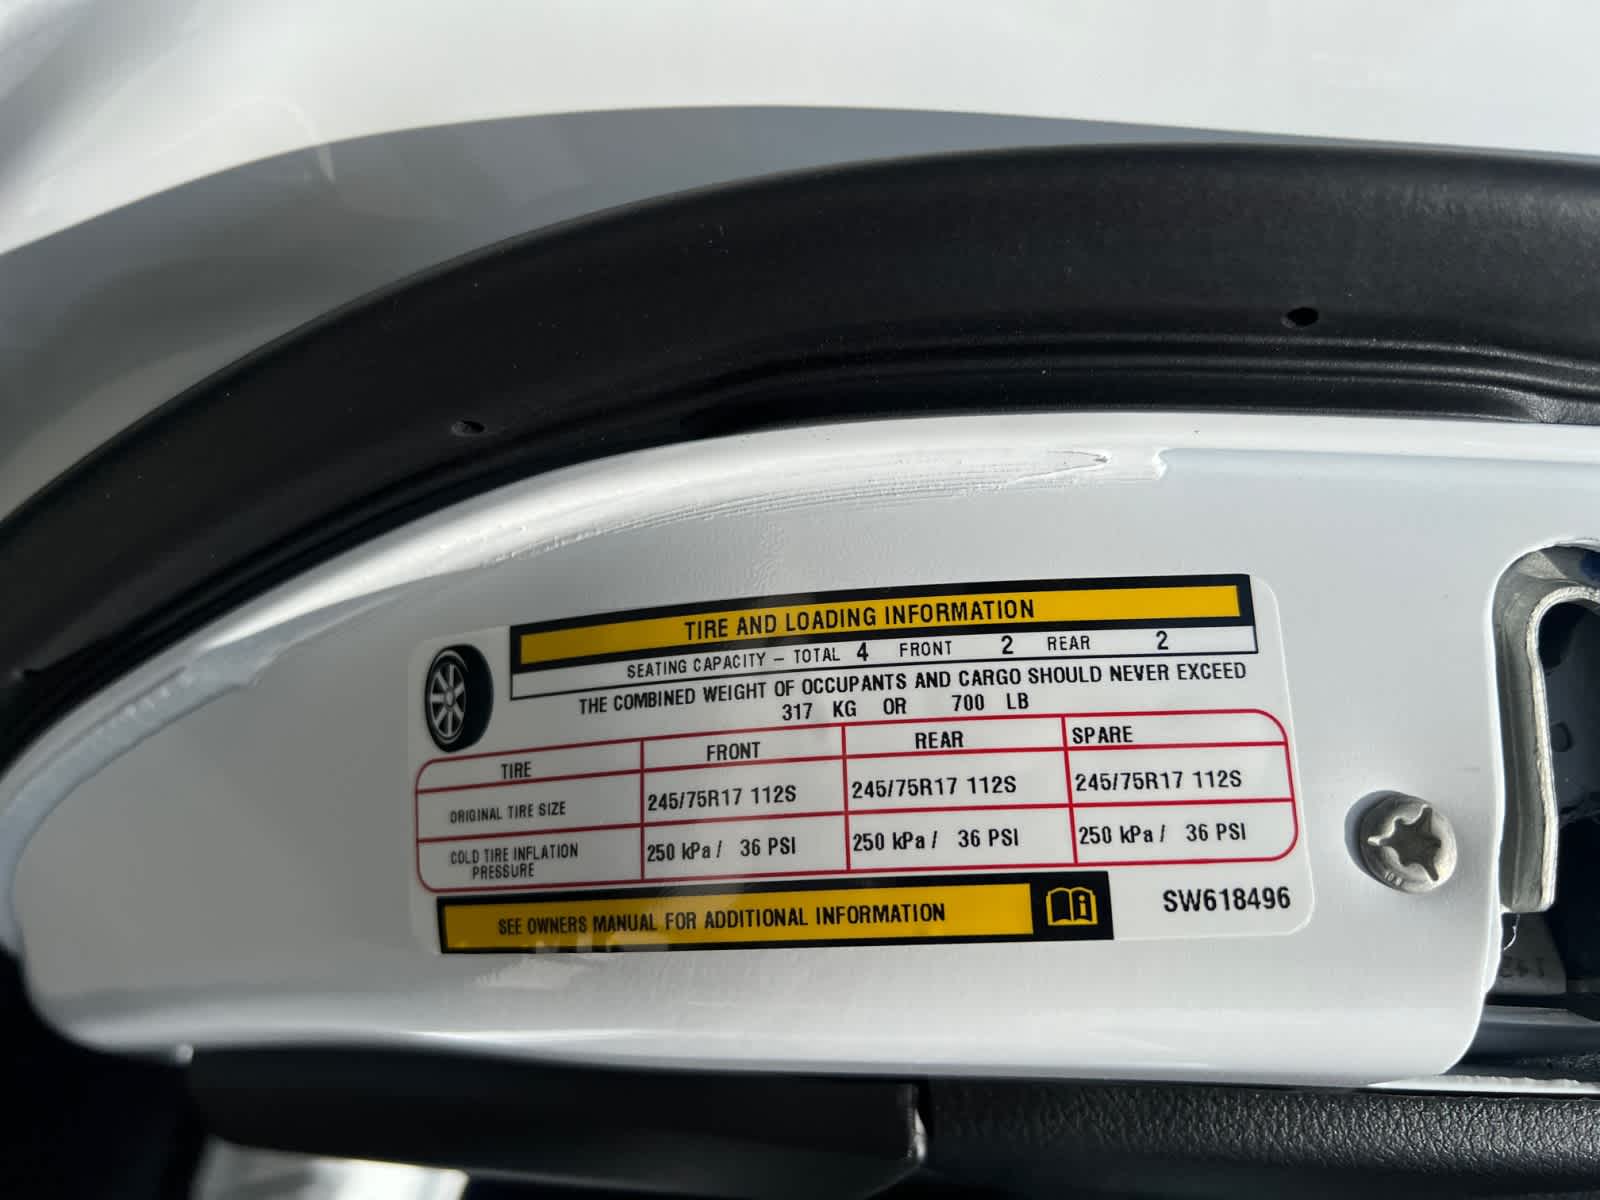 TIRE AND LOADING INFORMATION
SEATING CAPACITY – TOTAL 4 FRONT 2 REAR 2
THE COMBINED WEIGHT OF OCCUPANTS AND CARGO SHOULD NEVER EXCEED
317 KG OR 700 LB
TIRE FRONT REAR SPARE
ORIGINAL TIRE SIZE 245/75R17 112S 245/75R17 112S 245/75R17 112S
COLD TIRE INFLATION PRESSURE 250 kPa / 36 PSI 250 kPa / 36 PSI 250 kPa / 36 PSI
SEE OWNERS MANUAL FOR ADDITIONAL INFORMATION
SW618496